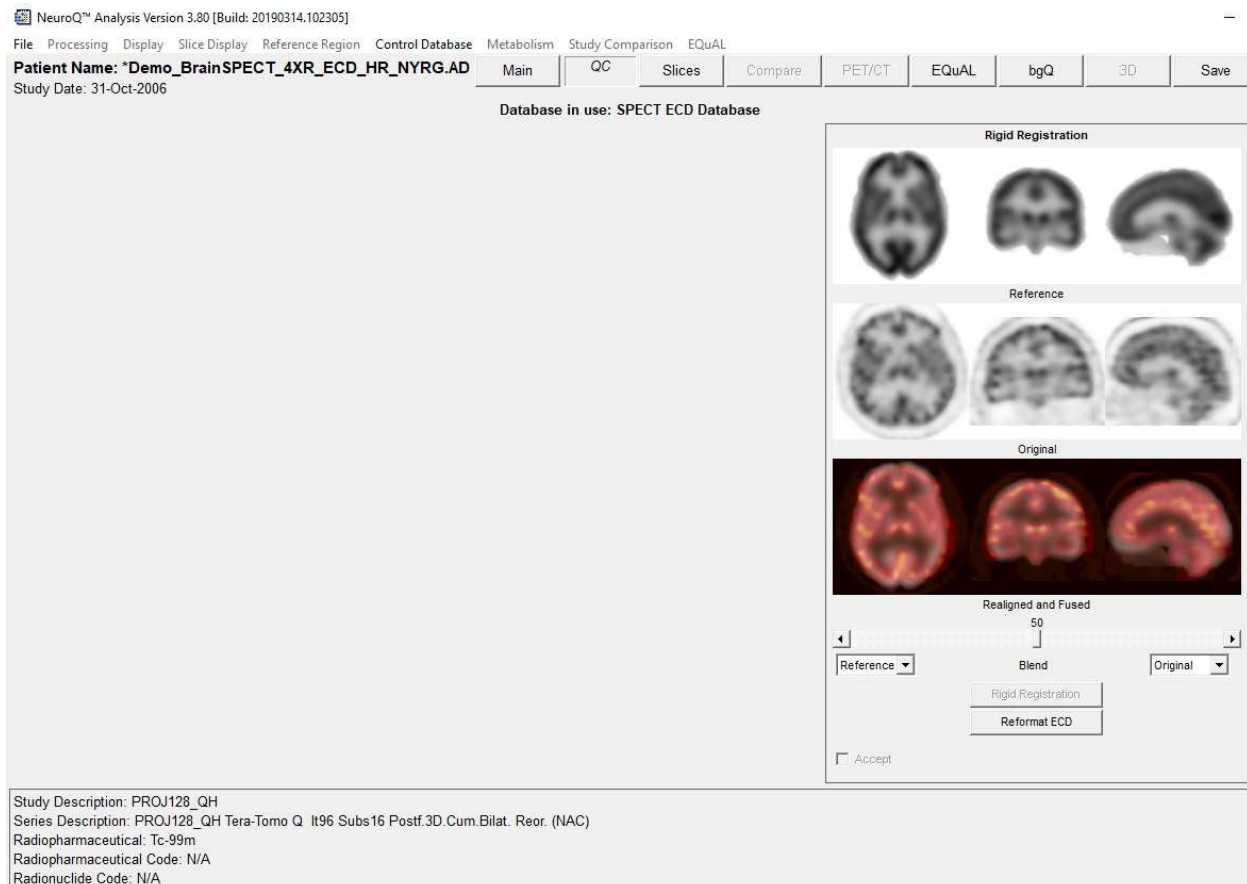 NeuroQ™ Analysis Version 3.80 [Build: 20190314.102305]
File Processing Display Slice Display Reference Region Control Database Metabolism Study Comparison EQuAL
Patient Name: *Demo_BrainSPECT_4XR_ECD_HR_NYRG.AD
Main QC Slices Compare PET/CT EQuAL bgQ 3D Save
Study Date: 31-Oct-2006
Database in use: SPECT ECD Database
Rigid Registration
Reference
Original
Realigned and Fused
50
Reference Blend Original
Rigid Registration
Reformat ECD
Accept
Study Description: PROJ128_QH
Series Description: PROJ128_QH Tera-Tomo Q It96 Subs16 Postf.3D.Cum.Bilat. Reor. (NAC)
Radiopharmaceutical: Tc-99m
Radiopharmaceutical Code: N/A
Radionuclide Code: N/A